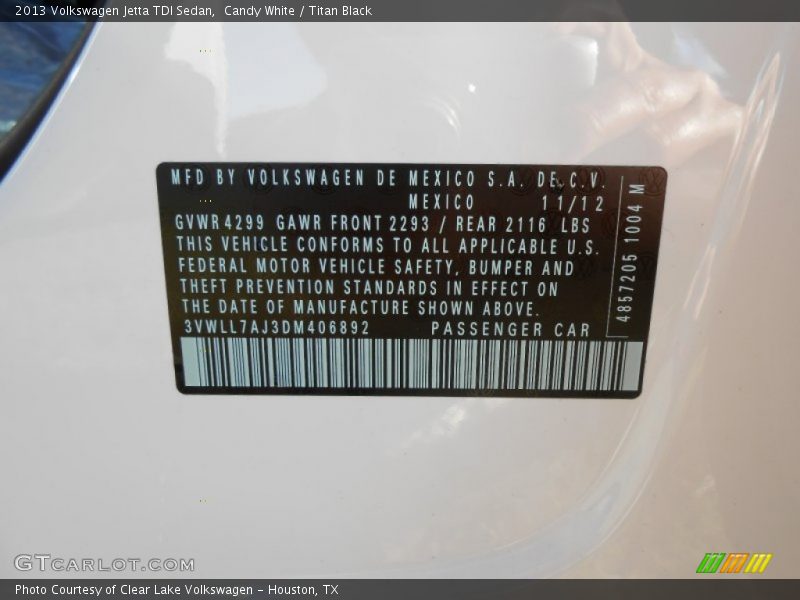 2013 Volkswagen Jetta TDI Sedan,  Candy White / Titan Black
MFD BY VOLKSWAGEN DE MEXICO S.A. DE C.V.
MEXICO 11/12
GVWR 4299 GAWR FRONT 2293 / REAR 2116 LBS
THIS VEHICLE CONFORMS TO ALL APPLICABLE U.S.
FEDERAL MOTOR VEHICLE SAFETY, BUMPER AND
THEFT PREVENTION STANDARDS IN EFFECT ON
THE DATE OF MANUFACTURE SHOWN ABOVE.
3VWLL7AJ3DM406892 PASSENGER CAR
4857205 1004 M
GTCARLOT.COM
Photo Courtesy of Clear Lake Volkswagen – Houston, TX